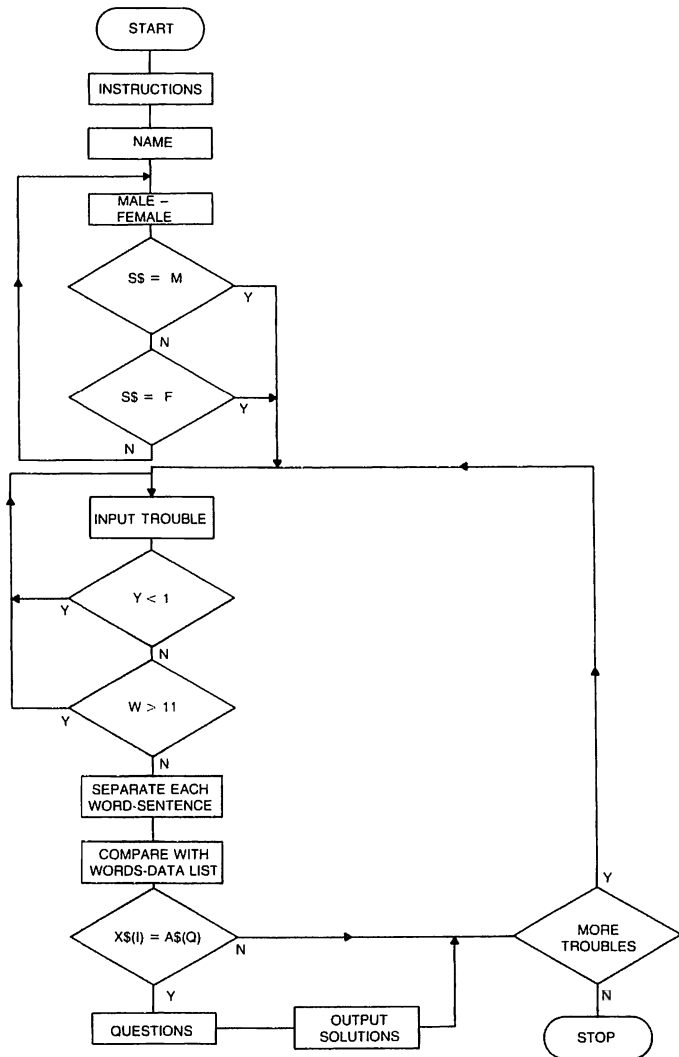 START
INSTRUCTIONS
NAME
MALE –
FEMALE
S$ = M
Y
N
S$ = F
Y
N
INPUT TROUBLE
Y < 1
Y
N
W > 11
Y
N
SEPARATE EACH
WORD-SENTENCE
COMPARE WITH
WORDS-DATA LIST
X$(I) = A$(Q)
N
Y
QUESTIONS
OUTPUT
SOLUTIONS
Y
MORE
TROUBLES
N
STOP